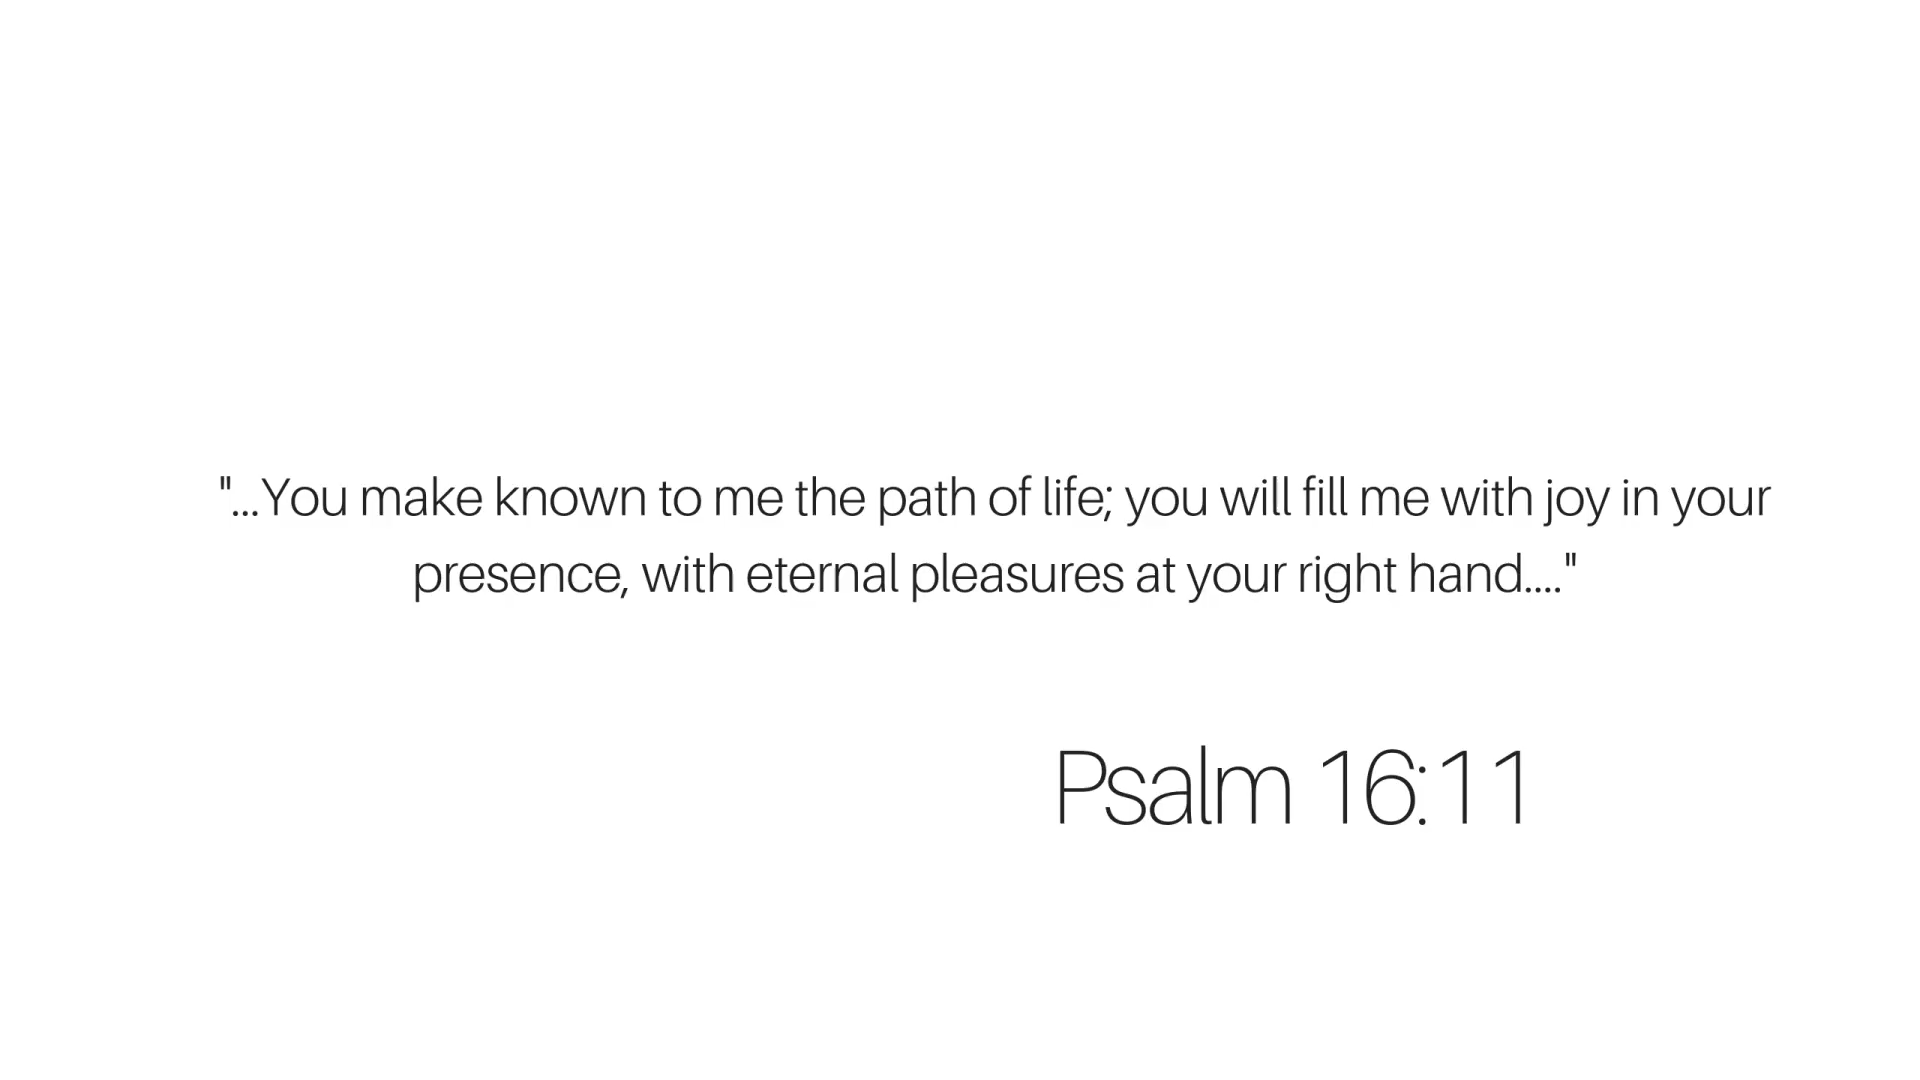 "...You make known to me the path of life; you will fill me with joy in your
presence, with eternal pleasures at your right hand...."
Psalm 16:11